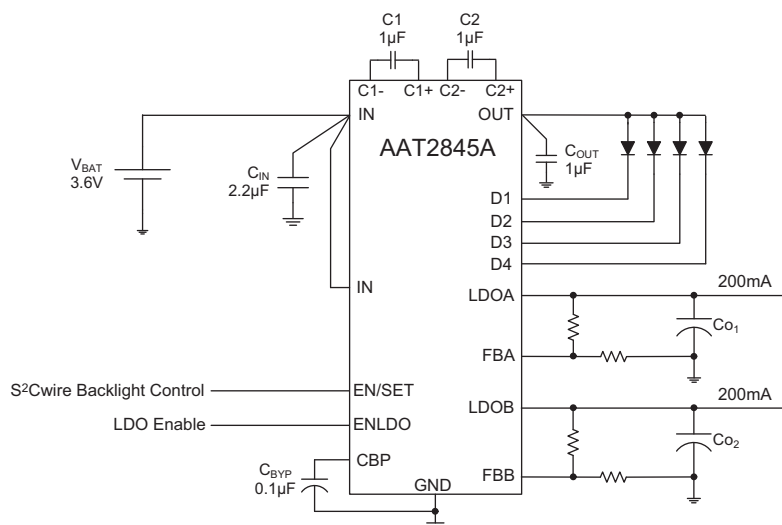 C1
1µF
C2
1µF
C1- C1+ C2- C2+
IN
OUT
AAT2845A
V_BAT
3.6V
C_IN
2.2µF
C_OUT
1µF
D1
D2
D3
D4
IN
LDOA
200mA
Co₁
FBA
S²Cwire Backlight Control
EN/SET
LDOB
200mA
LDO Enable
ENLDO
Co₂
C_BYP
0.1µF
CBP
FBB
GND